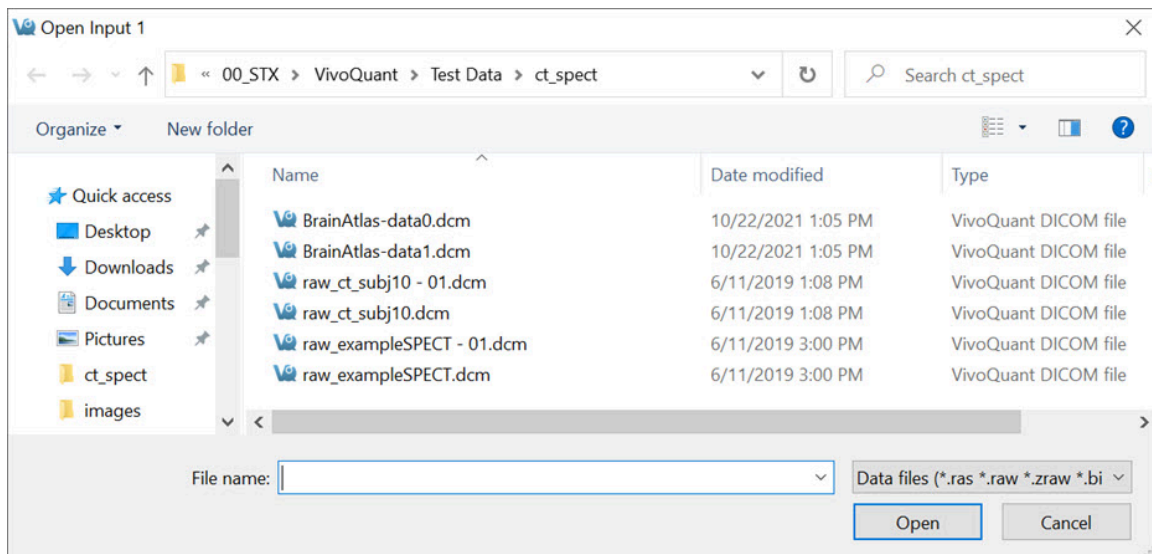 Open Input 1
« 00_STX > VivoQuant > Test Data > ct_spect
Search ct_spect
Organize
New folder
Name Date modified Type
Quick access
Desktop
Downloads
Documents
Pictures
ct_spect
images
BrainAtlas-data0.dcm 10/22/2021 1:05 PM VivoQuant DICOM file
BrainAtlas-data1.dcm 10/22/2021 1:05 PM VivoQuant DICOM file
raw_ct_subj10 - 01.dcm 6/11/2019 1:08 PM VivoQuant DICOM file
raw_ct_subj10.dcm 6/11/2019 1:08 PM VivoQuant DICOM file
raw_exampleSPECT - 01.dcm 6/11/2019 3:00 PM VivoQuant DICOM file
raw_exampleSPECT.dcm 6/11/2019 3:00 PM VivoQuant DICOM file
File name:
Data files (*.ras *.raw *.zraw *.bi
Open Cancel